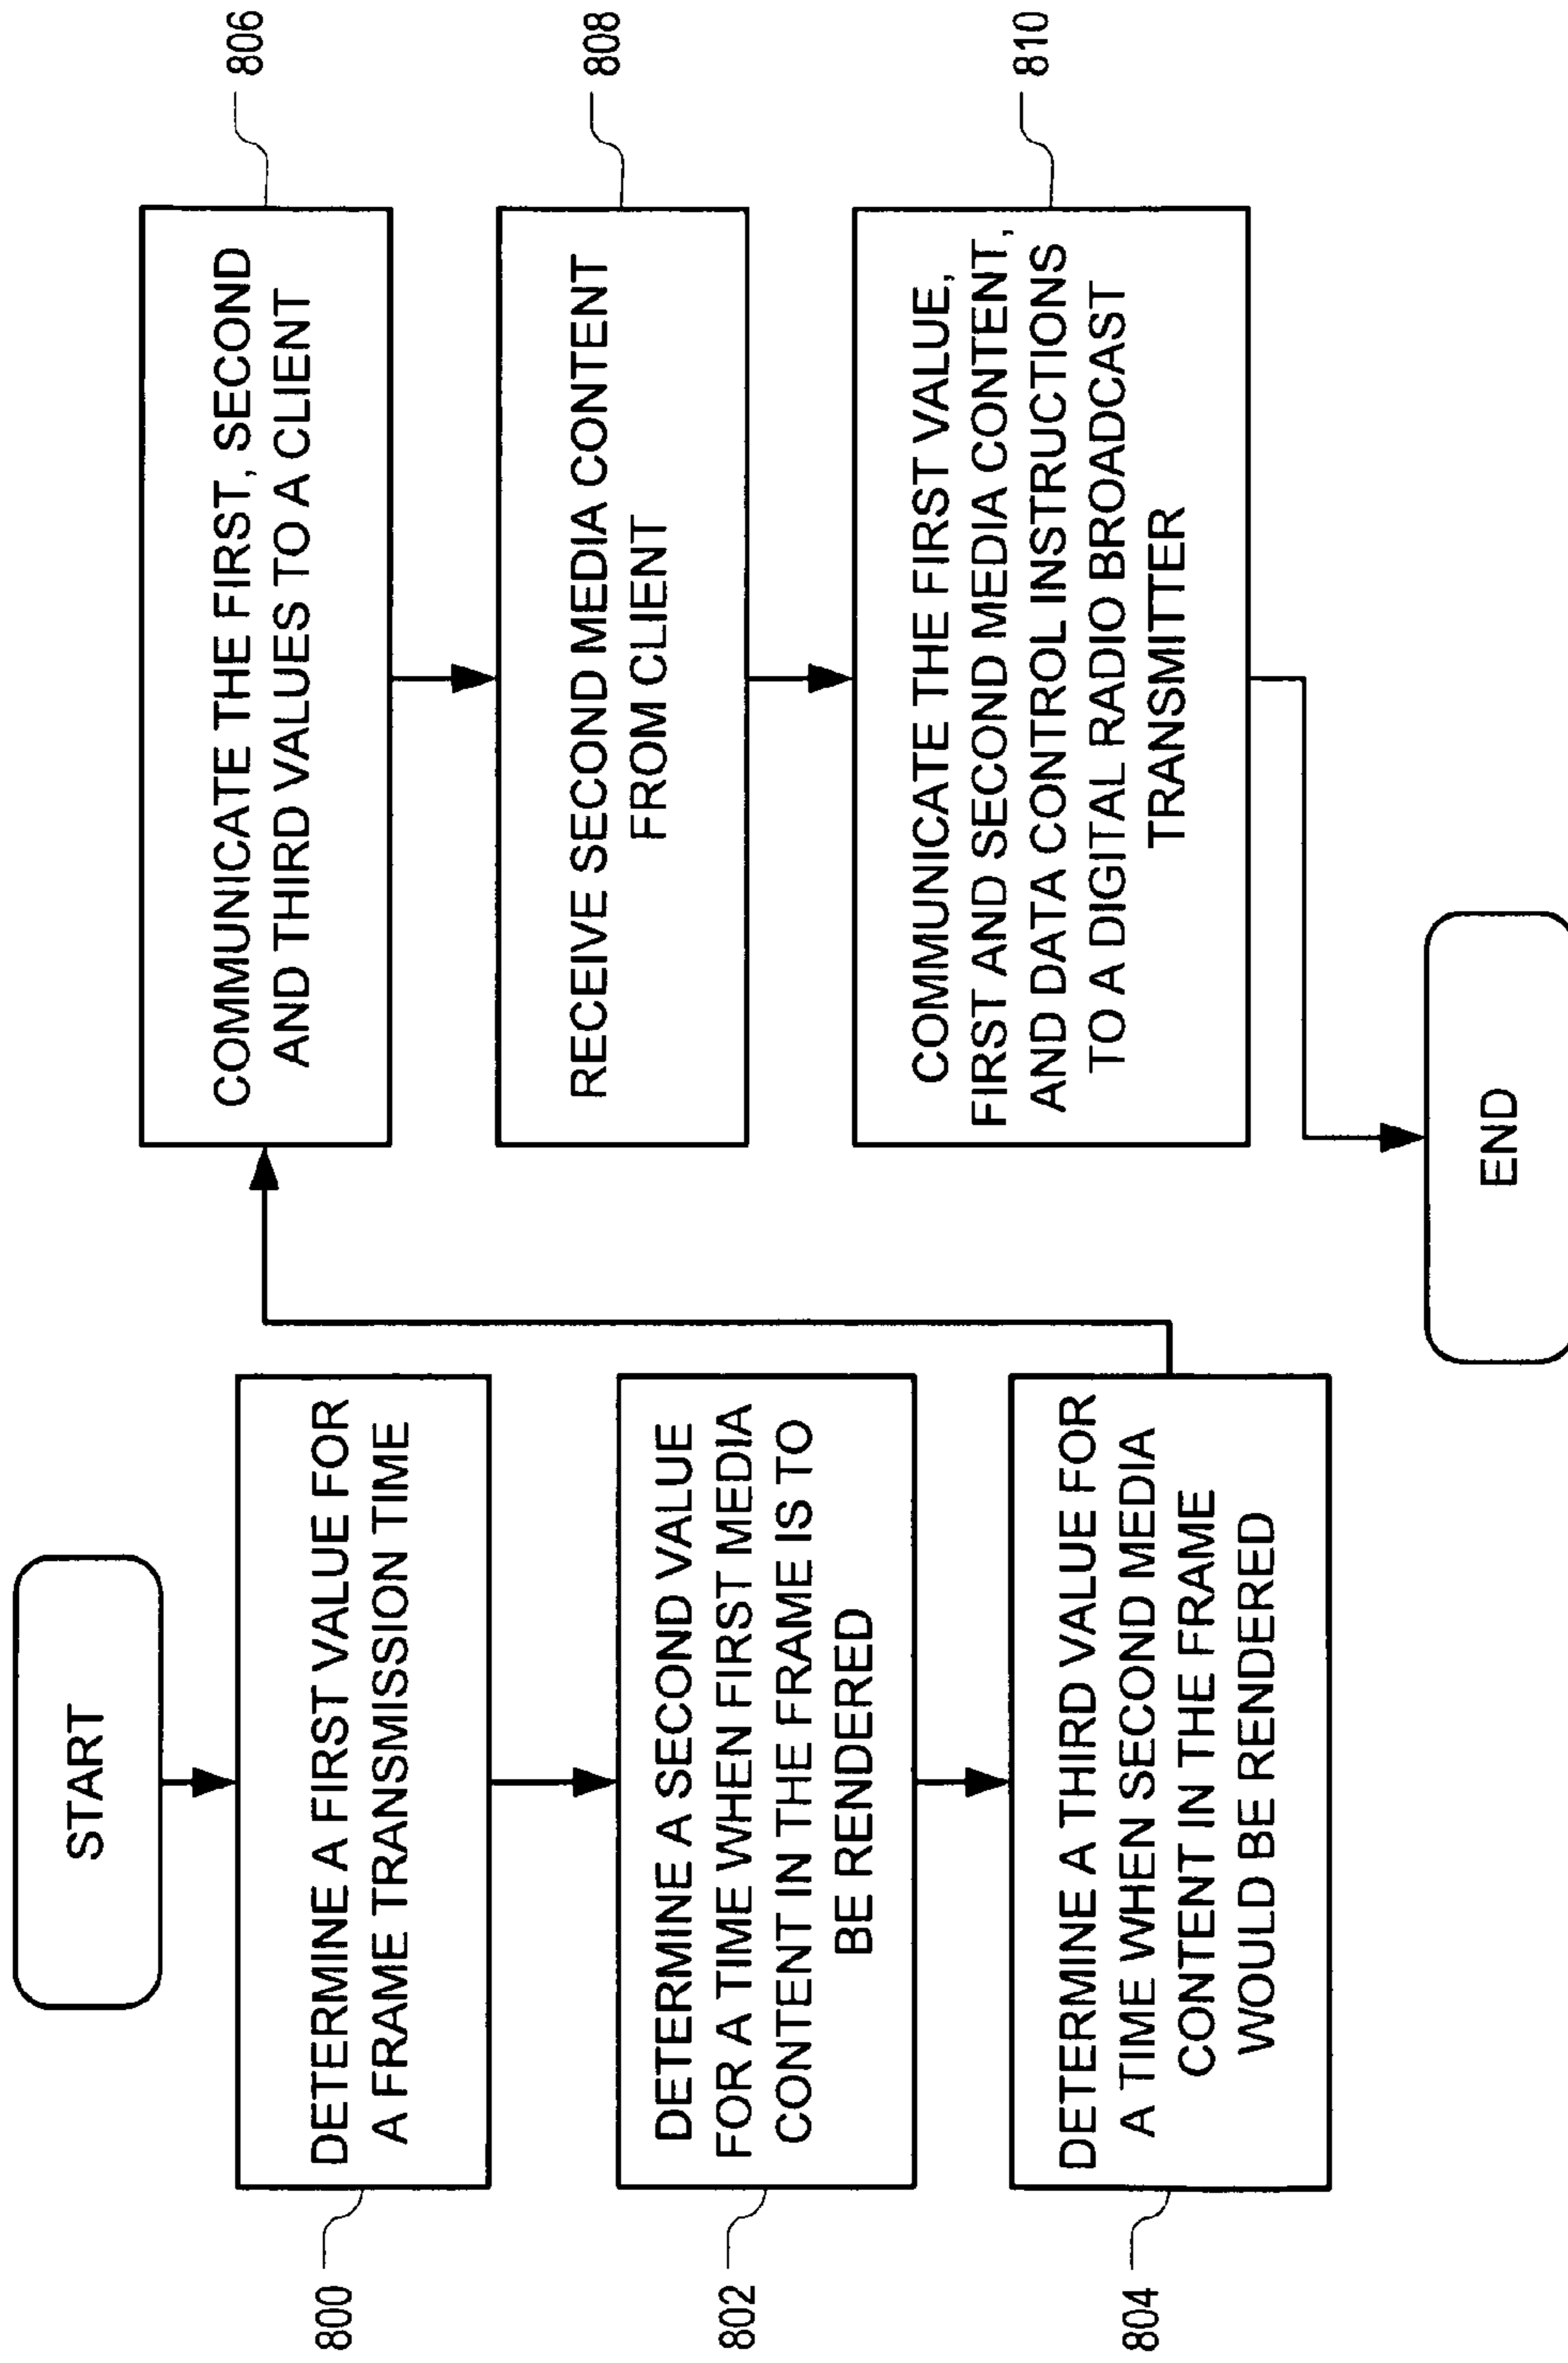 START
800
DETERMINE A FIRST VALUE FOR
A FRAME TRANSMISSION TIME
802
DETERMINE A SECOND VALUE
FOR A TIME WHEN FIRST MEDIA
CONTENT IN THE FRAME IS TO
BE RENDERED
804
DETERMINE A THIRD VALUE FOR
A TIME WHEN SECOND MEDIA
CONTENT IN THE FRAME
WOULD BE RENDERED
806
COMMUNICATE THE FIRST, SECOND
AND THIRD VALUES TO A CLIENT
808
RECEIVE SECOND MEDIA CONTENT
FROM CLIENT
810
COMMUNICATE THE FIRST VALUE,
FIRST AND SECOND MEDIA CONTENT,
AND DATA CONTROL INSTRUCTIONS
TO A DIGITAL RADIO BROADCAST
TRANSMITTER
END